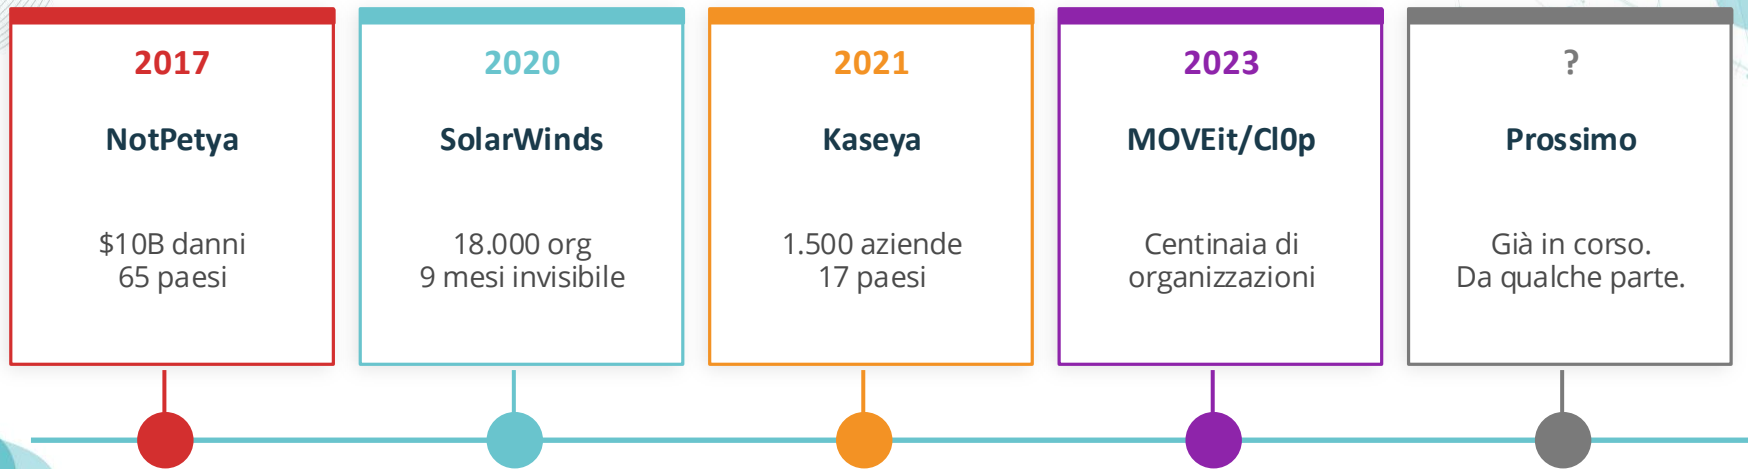 2017
NotPetya
$10B danni
65 paesi
2020
SolarWinds
18.000 org
9 mesi invisibile
2021
Kaseya
1.500 aziende
17 paesi
2023
MOVEit/Cl0p
Centinaia di
organizzazioni
?
Prossimo
Già in corso.
Da qualche parte.